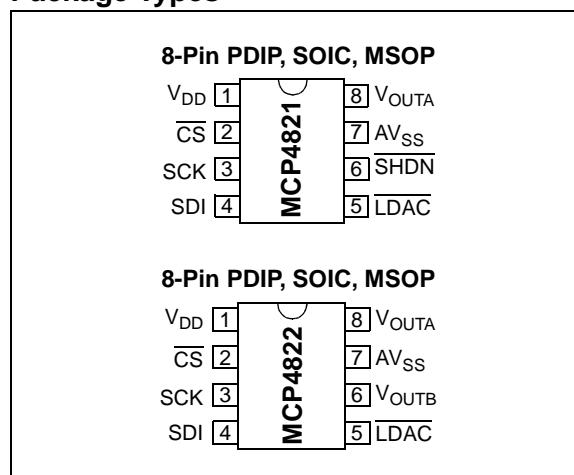 Package Types
8-Pin PDIP, SOIC, MSOP
VDD 1 8 VOUTA
CS 2 7 AVSS
SCK 3 6 SHDN
SDI 4 5 LDAC
MCP4821
8-Pin PDIP, SOIC, MSOP
VDD 1 8 VOUTA
CS 2 7 AVSS
SCK 3 6 VOUTB
SDI 4 5 LDAC
MCP4822